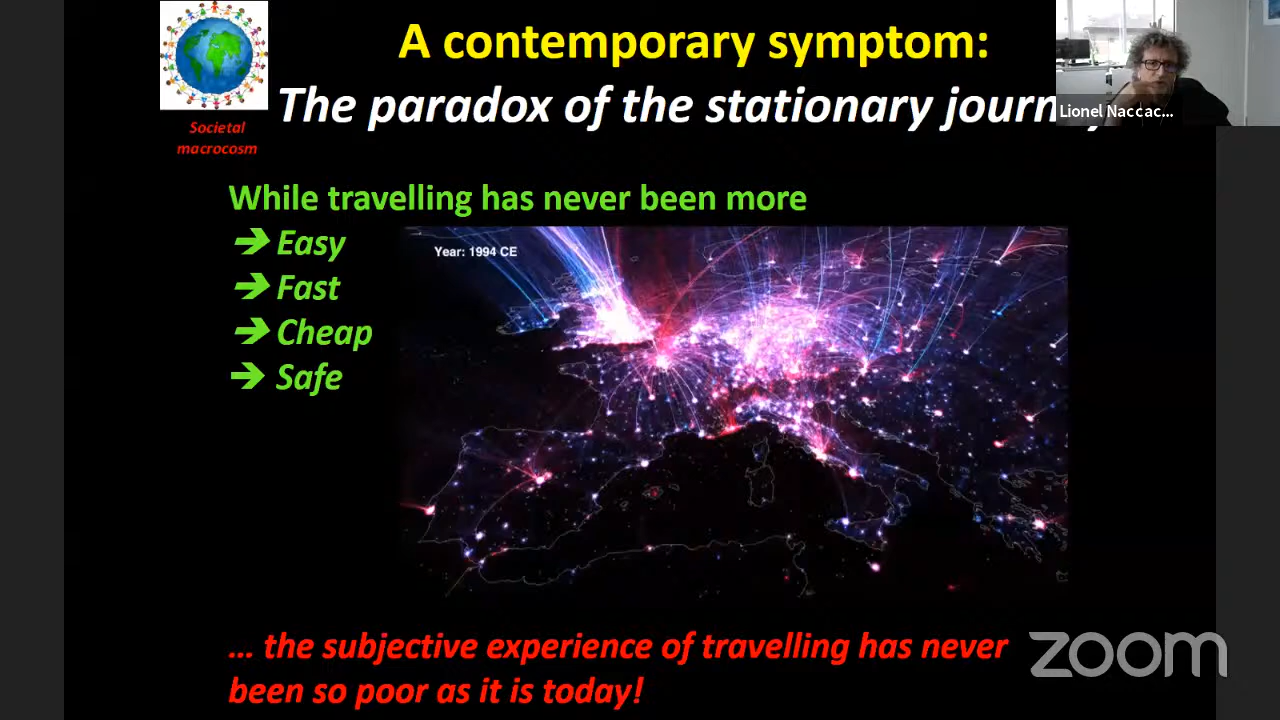 A contemporary symptom:
The paradox of the stationary journ
Societal
macrocosm
Lionel Naccac...
While travelling has never been more
➔ Easy
➔ Fast
➔ Cheap
➔ Safe
Year: 1994 CE
... the subjective experience of travelling has never
been so poor as it is today!
zoom